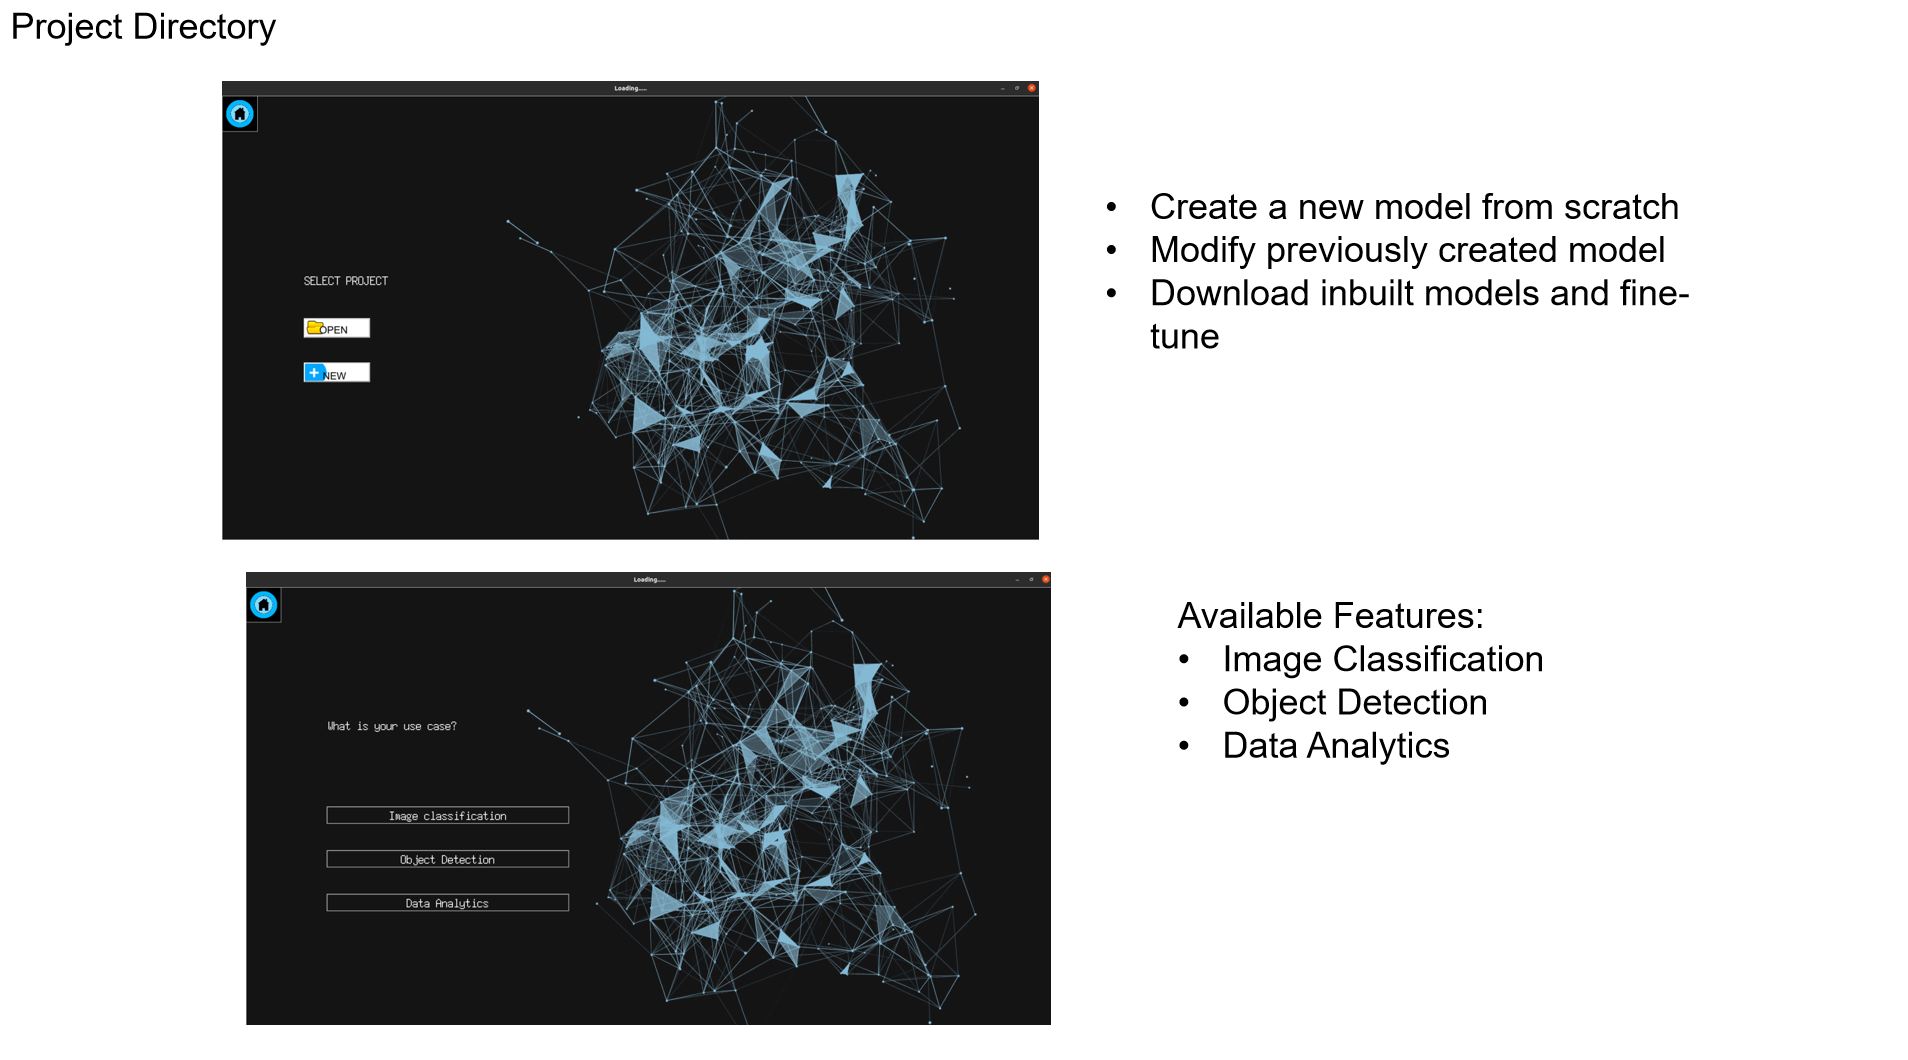 Project Directory
Loading.....
SELECT PROJECT
OPEN
NEW
• Create a new model from scratch
• Modify previously created model
• Download inbuilt models and fine-
tune
Loading.....
What is your use case?
Image classification
Object Detection
Data Analytics
Available Features:
• Image Classification
• Object Detection
• Data Analytics